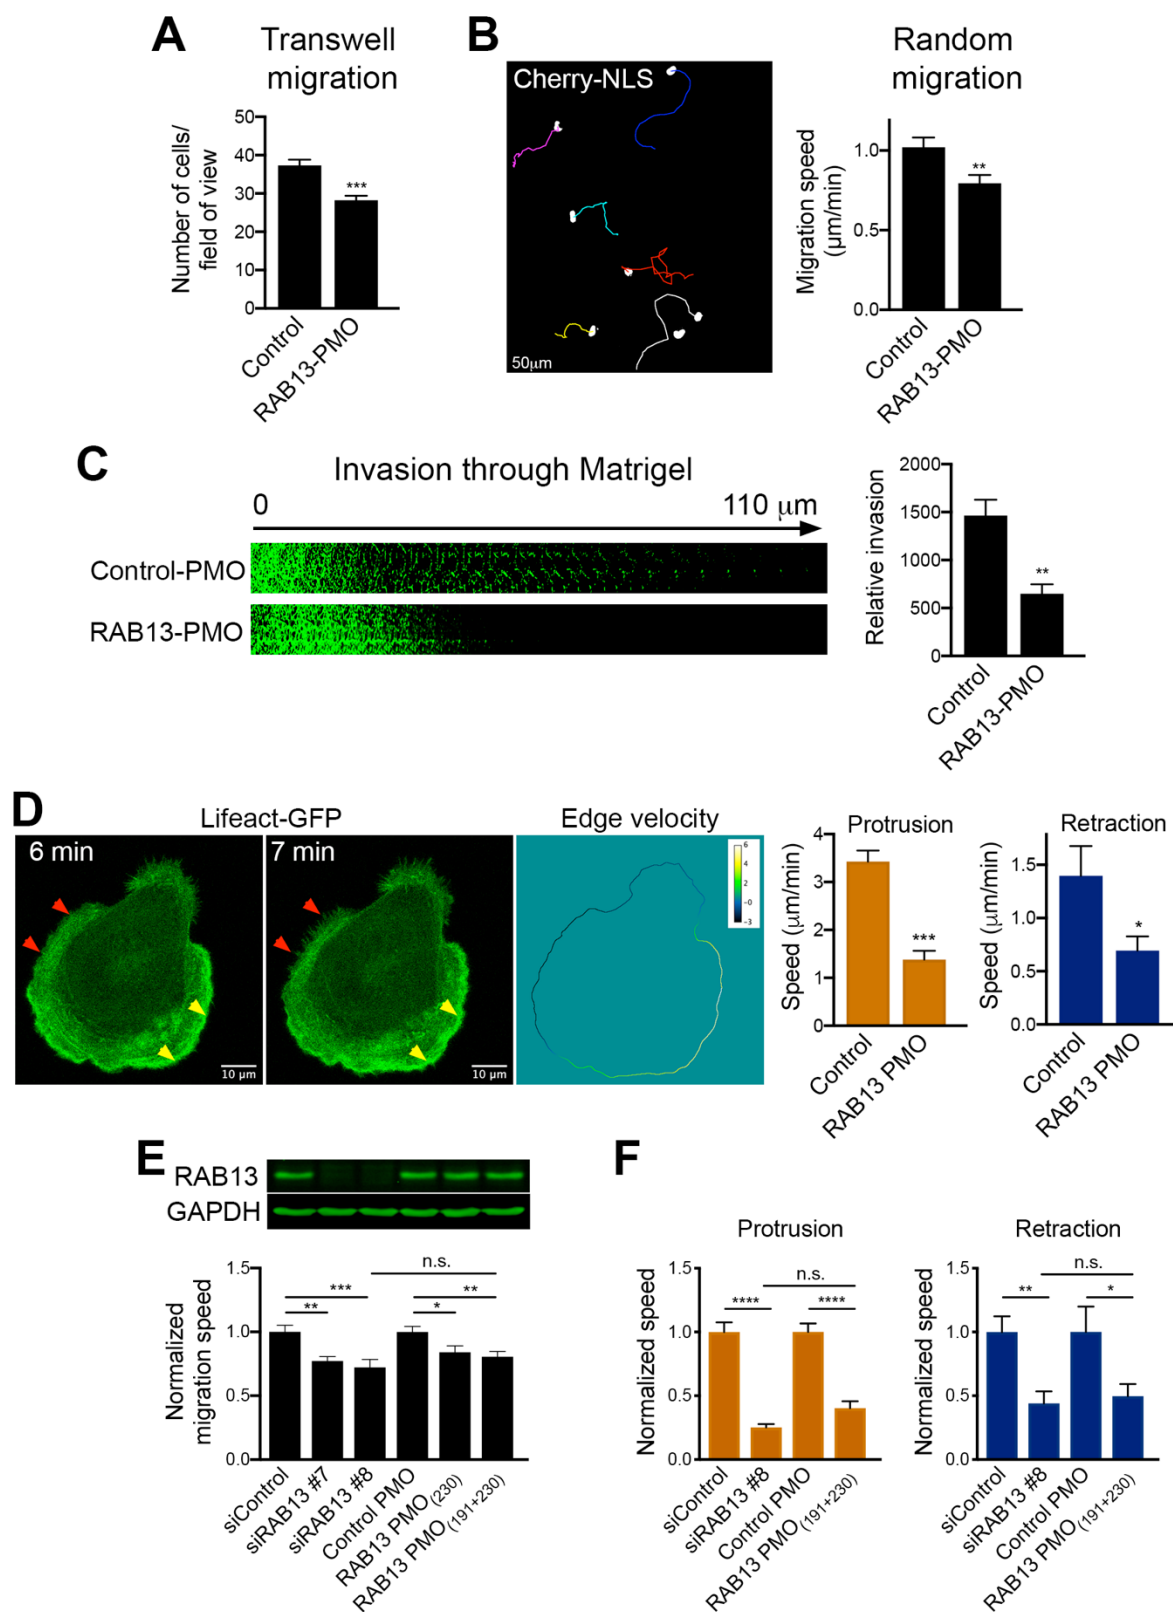 A
Transwell
migration
Number of cells/
field of view
50
40
30
20
10
0
***
Control
RAB13-PMO
B
Cherry-NLS
50µm
Random
migration
Migration speed
(µm/min)
1.0
0.5
0.0
**
Control
RAB13-PMO
C
Invasion through Matrigel
0
110 µm
Control-PMO
RAB13-PMO
Relative invasion
2000
1500
1000
500
0
**
Control
RAB13-PMO
D
Lifeact-GFP
6 min
7 min
10 µm
10 µm
Edge velocity
6
4
2
-0
-3
Protrusion
Speed (µm/min)
4
3
2
1
0
***
Control
RAB13 PMO
Retraction
Speed (µm/min)
1.5
1.0
0.5
0.0
*
Control
RAB13 PMO
E
RAB13
GAPDH
Normalized
migration speed
1.5
1.0
0.5
0.0
n.s.
***
**
**
*
siControl
siRAB13 #7
siRAB13 #8
Control PMO
RAB13 PMO(230)
RAB13 PMO(191+230)
F
Protrusion
Normalized speed
1.5
1.0
0.5
0.0
n.s.
****
****
siControl
siRAB13 #8
Control PMO
RAB13 PMO(191+230)
Retraction
Normalized speed
1.5
1.0
0.5
0.0
n.s.
**
*
siControl
siRAB13 #8
Control PMO
RAB13 PMO(191+230)